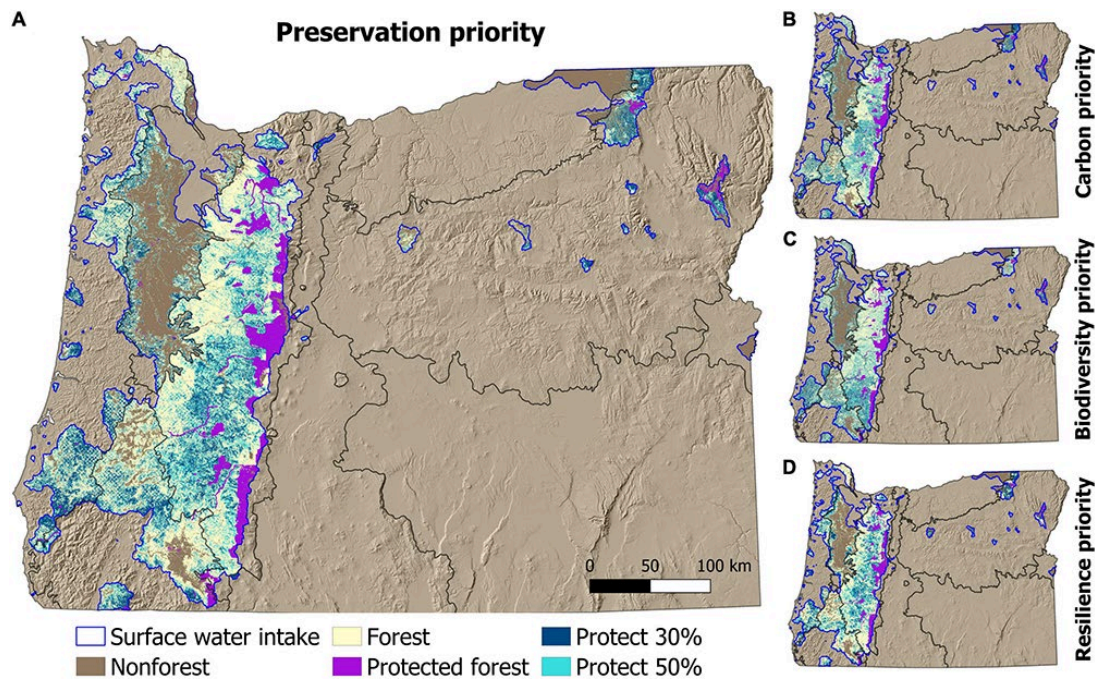 A
Preservation priority
0 50 100 km
Surface water intake
Nonforest
Forest
Protected forest
Protect 30%
Protect 50%
B
Carbon priority
C
Biodiversity priority
D
Resilience priority